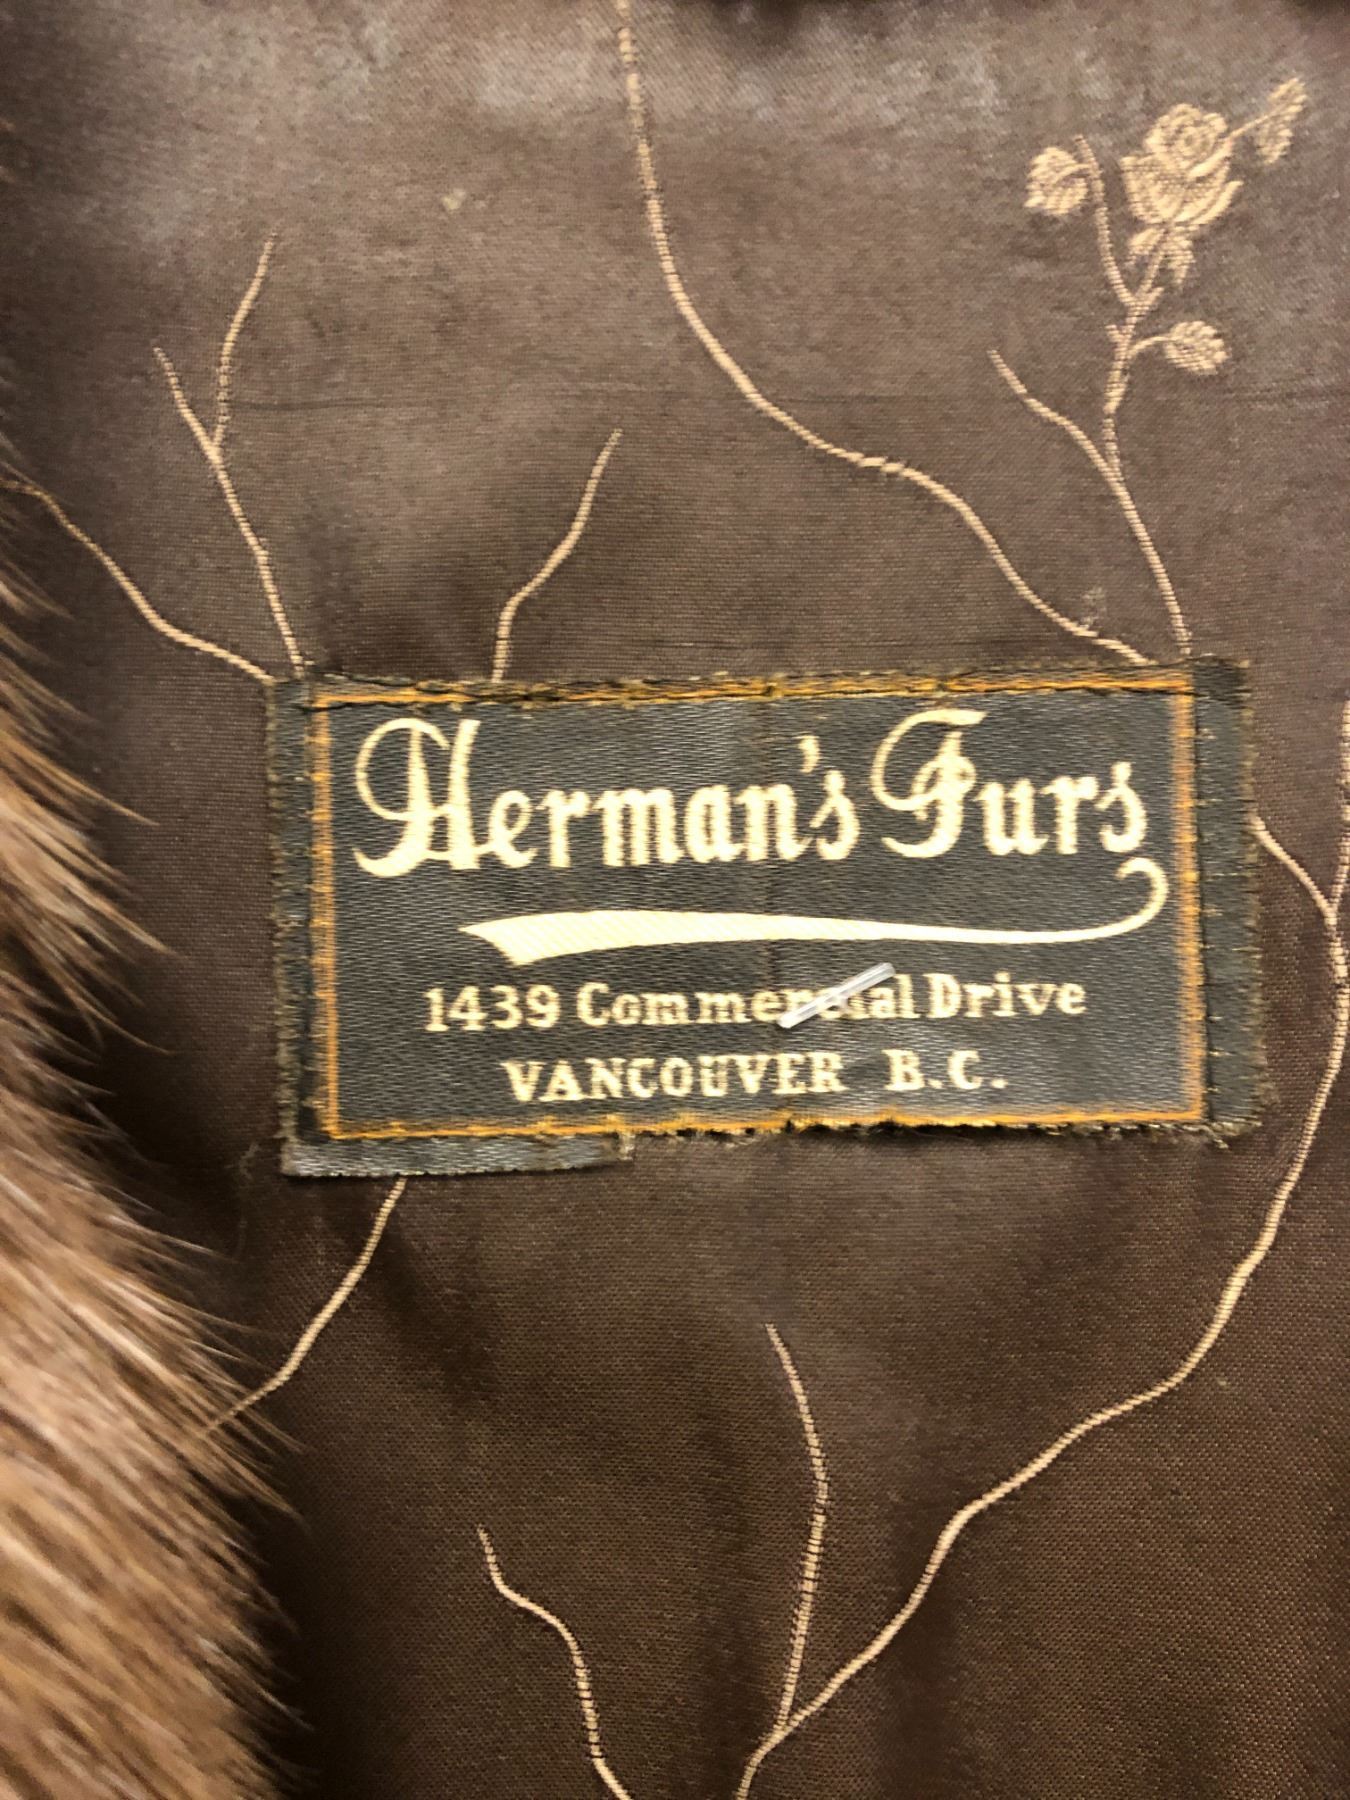 Herman's Furs
1439 Commercial Drive
VANCOUVER B.C.